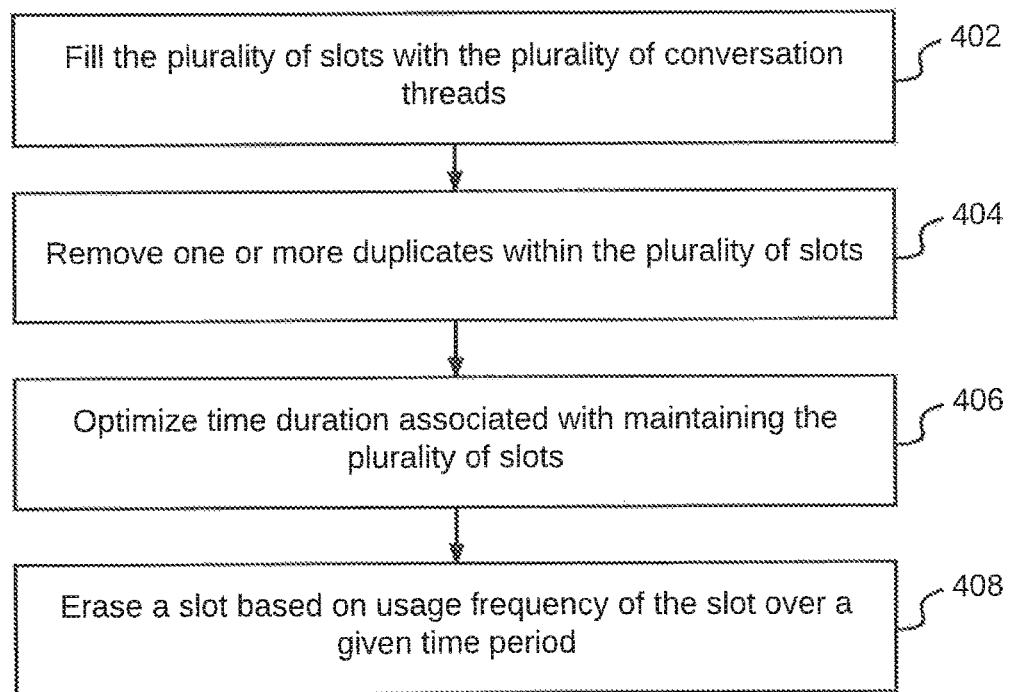 Fill the plurality of slots with the plurality of conversation
threads
402
Remove one or more duplicates within the plurality of slots
404
Optimize time duration associated with maintaining the
plurality of slots
406
Erase a slot based on usage frequency of the slot over a
given time period
408